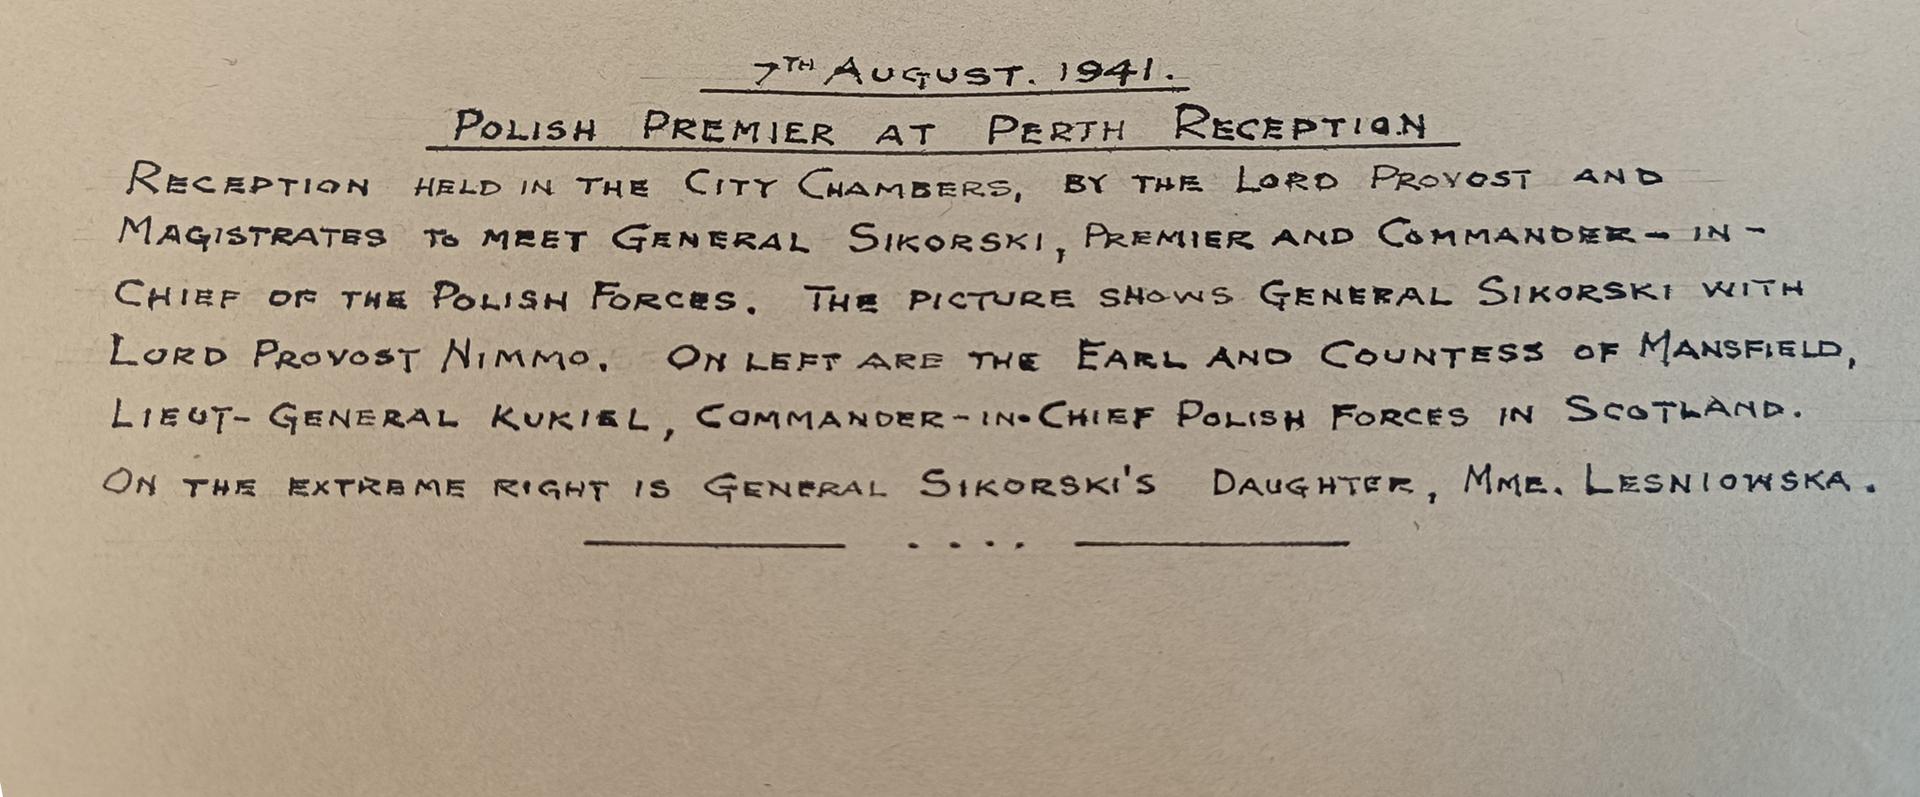 7TH AUGUST. 1941.
POLISH PREMIER AT PERTH RECEPTION
RECEPTION HELD IN THE CITY CHAMBERS, BY THE LORD PROVOST AND
MAGISTRATES TO MEET GENERAL SIKORSKI, PREMIER AND COMMANDER-IN-
CHIEF OF THE POLISH FORCES. THE PICTURE SHOWS GENERAL SIKORSKI WITH
LORD PROVOST NIMMO. ON LEFT ARE THE EARL AND COUNTESS OF MANSFIELD,
LIEUT-GENERAL KUKIEL, COMMANDER-IN-CHIEF POLISH FORCES IN SCOTLAND.
ON THE EXTREME RIGHT IS GENERAL SIKORSKI'S DAUGHTER, MME. LESNIOWSKA.